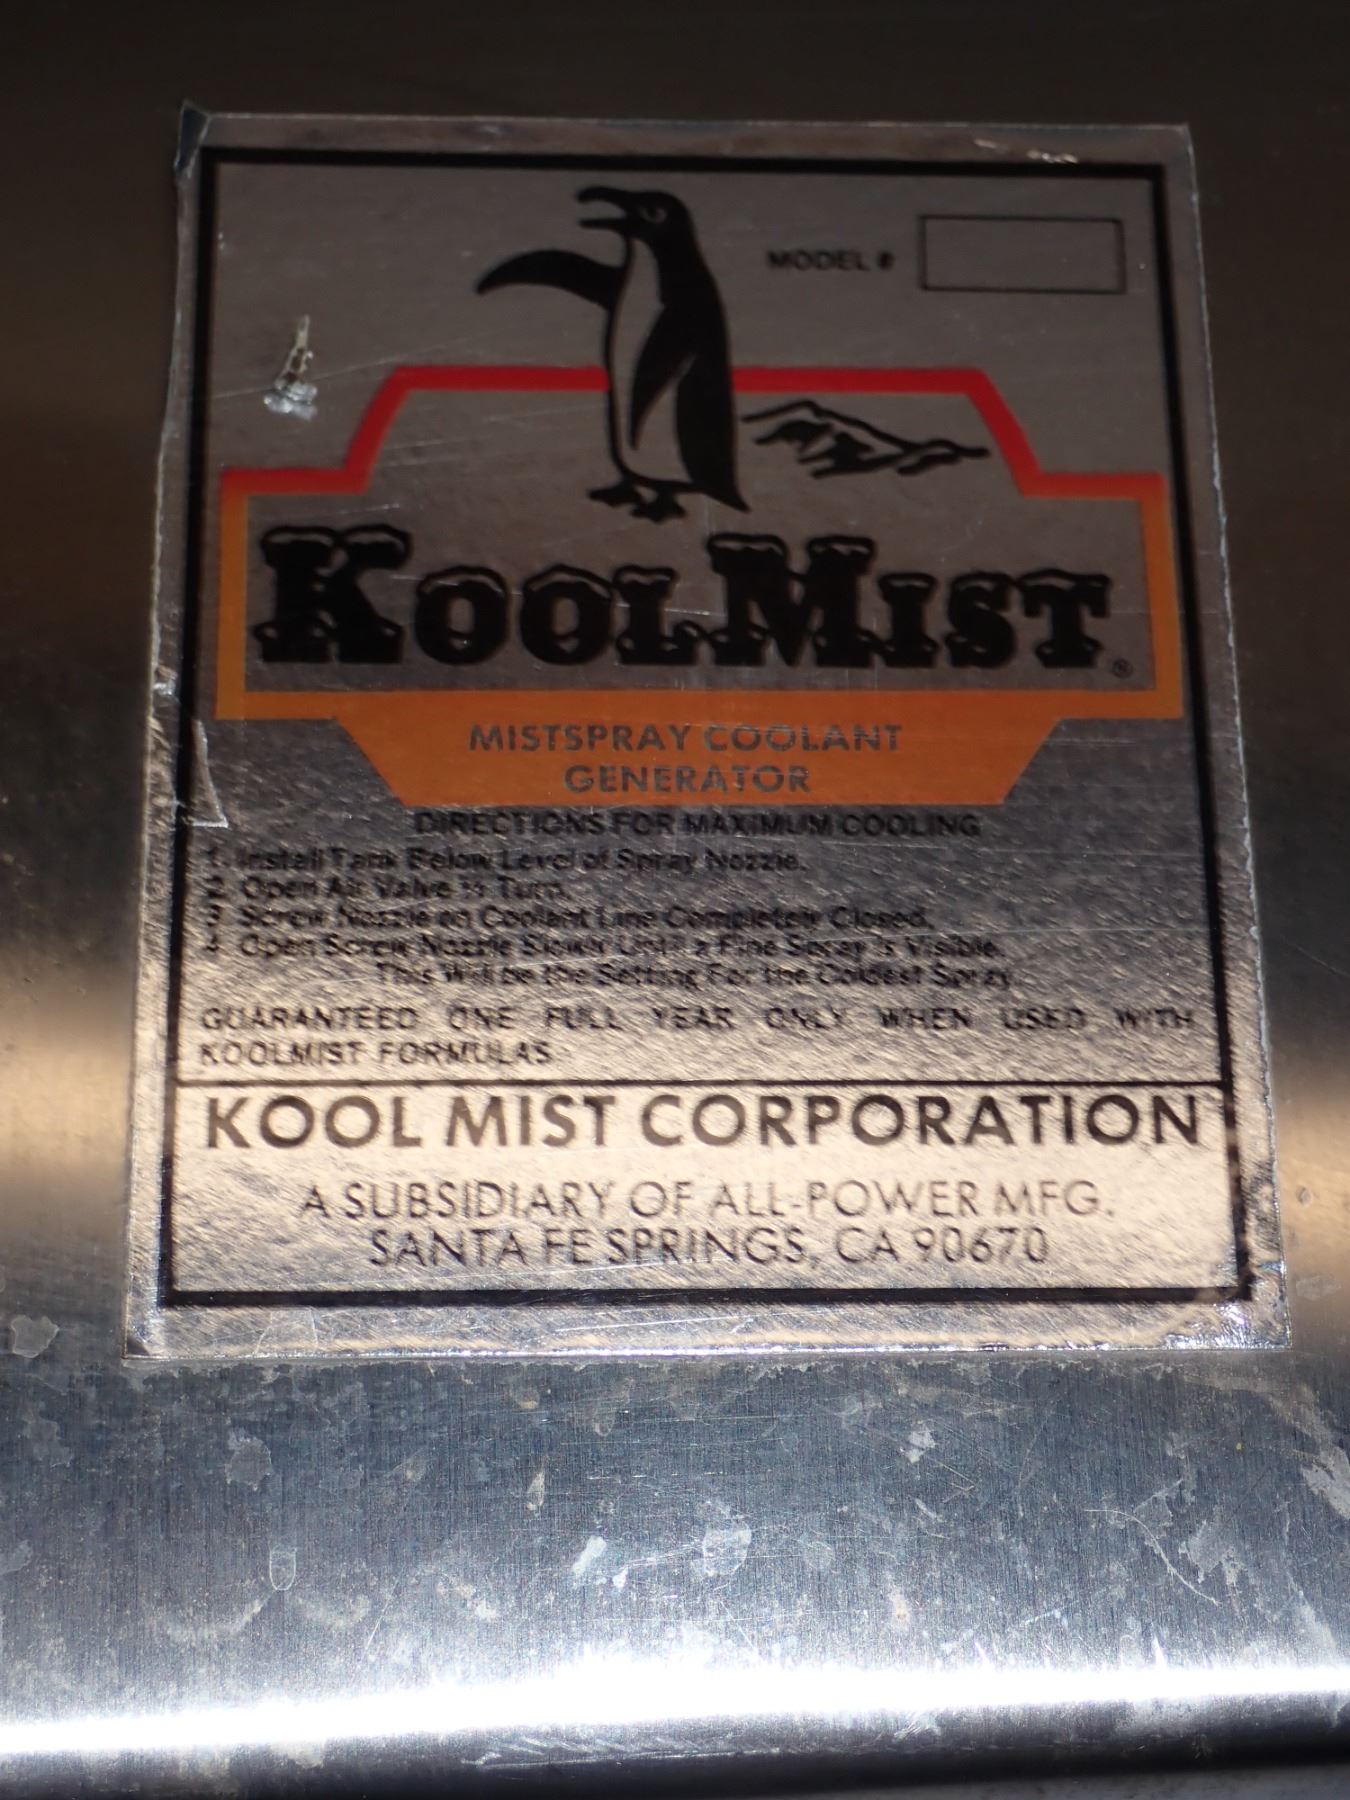 MODEL #
KOOLMIST®
MISTSPRAY COOLANT
GENERATOR
DIRECTIONS FOR MAXIMUM COOLING
1. Install Tank Below Level of Spray Nozzle.
2. Open Air Valve Turn.
3. Screw Nozzle on Coolant Line Completely Closed.
4. Open Screw Nozzle Slowly Until a Fine Spray is Visible.
This Will be the Setting For the Coldest Spray.
GUARANTEED ONE FULL YEAR ONLY WHEN USED WITH
KOOLMIST FORMULAS
KOOL MIST CORPORATION
A SUBSIDIARY OF ALL-POWER MFG.
SANTA FE SPRINGS, CA 90670